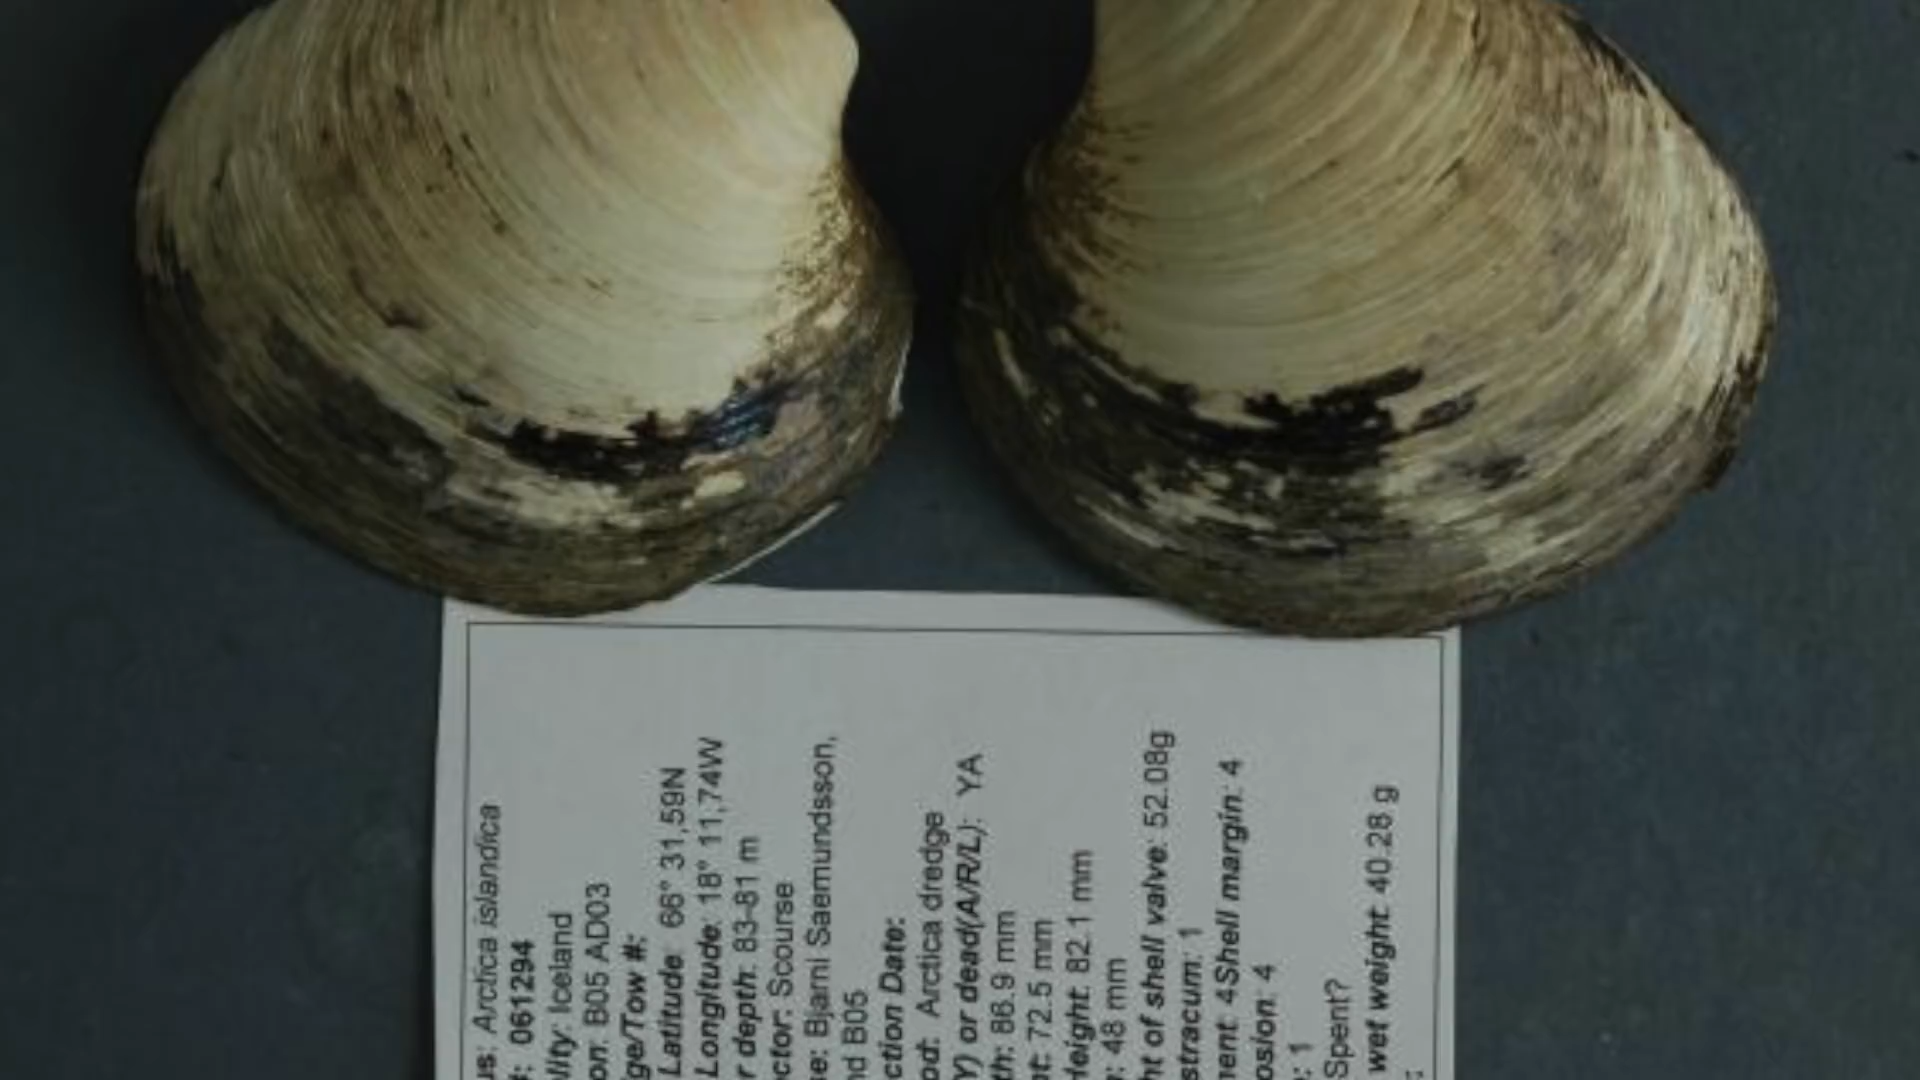 us: Arctica islandica
#: 061294
lity: Iceland
on: B05 AD03
ge/Tow #:
Latitude: 66° 31,59N
Longitude: 18° 11,74W
r depth: 83-81 m
ector: Scourse
se: Bjarni Saemundsson,
nd B05
ction Date:
od: Arctica dredge
Y) or dead(A/R/L): YA
th: 86.9 mm
ht: 72.5 mm
Height: 82.1 mm
: 48 mm
ht of shell valve: 52.08g
stracum: 1
ment: 4Shell margin: 4
osion: 4
: 1
Spent?
wet weight: 40.28 g